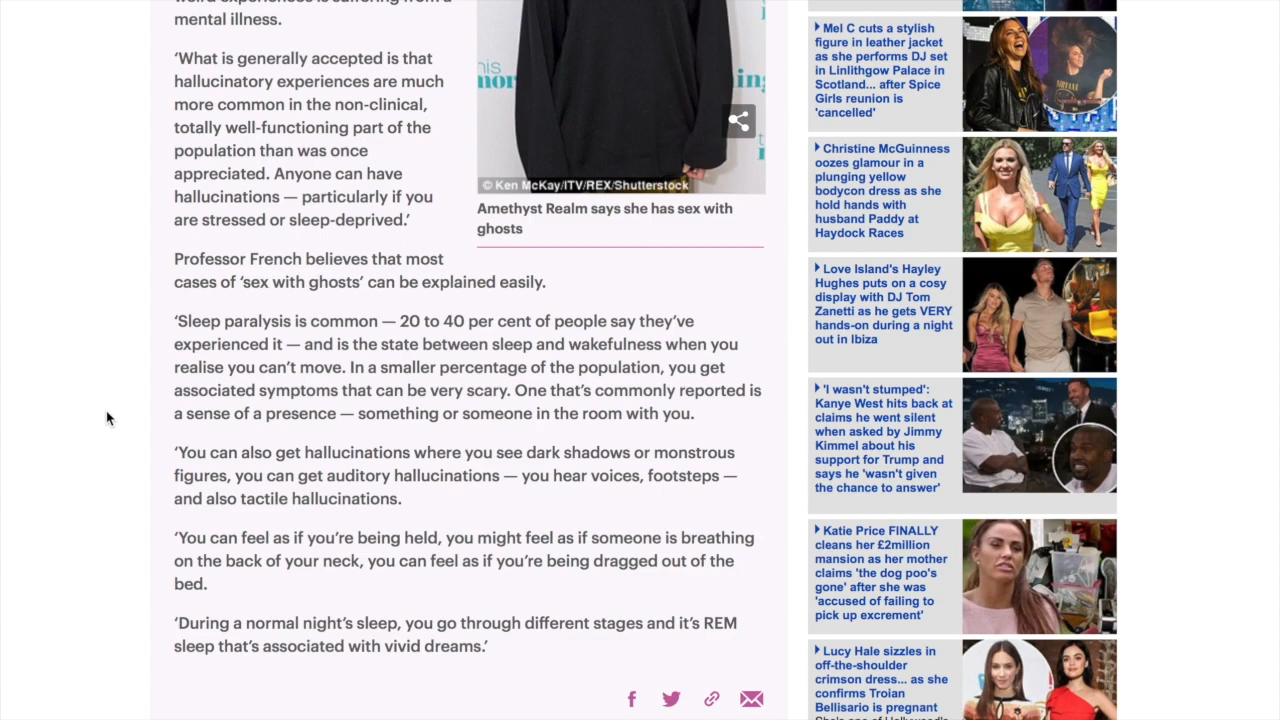 weird experiences is suffering from a
mental illness.
‘What is generally accepted is that
hallucinatory experiences are much
more common in the non-clinical,
totally well-functioning part of the
population than was once
appreciated. Anyone can have
hallucinations — particularly if you
are stressed or sleep-deprived.’
his
mor
ning
© Ken McKay/ITV/REX/Shutterstock
Amethyst Realm says she has sex with
ghosts
Professor French believes that most
cases of ‘sex with ghosts’ can be explained easily.
‘Sleep paralysis is common — 20 to 40 per cent of people say they’ve
experienced it — and is the state between sleep and wakefulness when you
realise you can’t move. In a smaller percentage of the population, you get
associated symptoms that can be very scary. One that’s commonly reported is
a sense of a presence — something or someone in the room with you.
‘You can also get hallucinations where you see dark shadows or monstrous
figures, you can get auditory hallucinations — you hear voices, footsteps —
and also tactile hallucinations.
‘You can feel as if you’re being held, you might feel as if someone is breathing
on the back of your neck, you can feel as if you’re being dragged out of the
bed.
‘During a normal night’s sleep, you go through different stages and it’s REM
sleep that’s associated with vivid dreams.’
Mel C cuts a stylish
figure in leather jacket
as she performs DJ set
in Linlithgow Palace in
Scotland... after Spice
Girls reunion is
'cancelled'
Christine McGuinness
oozes glamour in a
plunging yellow
bodycon dress as she
hold hands with
husband Paddy at
Haydock Races
Love Island's Hayley
Hughes puts on a cosy
display with DJ Tom
Zanetti as he gets VERY
hands-on during a night
out in Ibiza
'I wasn't stumped':
Kanye West hits back at
claims he went silent
when asked by Jimmy
Kimmel about his
support for Trump and
says he 'wasn't given
the chance to answer'
Katie Price FINALLY
cleans her £2million
mansion as her mother
claims 'the dog poo's
gone' after she was
'accused of failing to
pick up excrement'
Lucy Hale sizzles in
off-the-shoulder
crimson dress... as she
confirms Troian
Bellisario is pregnant